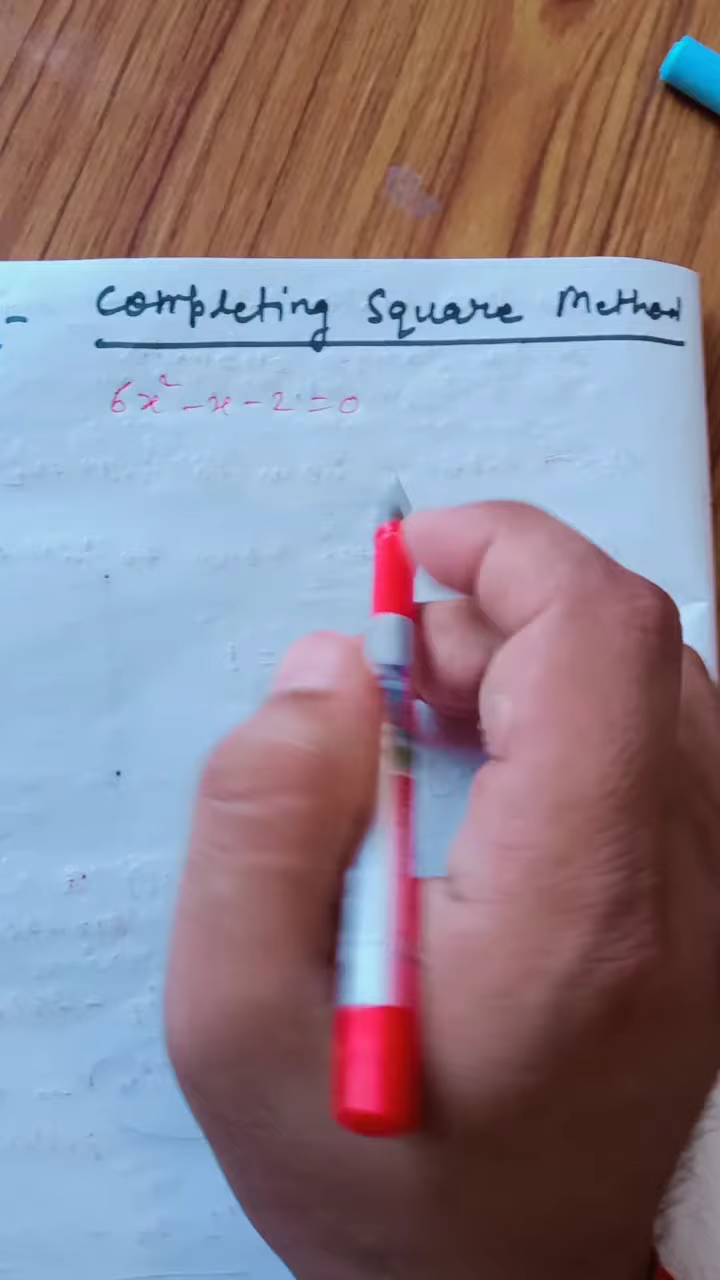 Completing Square Method
6x² - x - 2 = 0